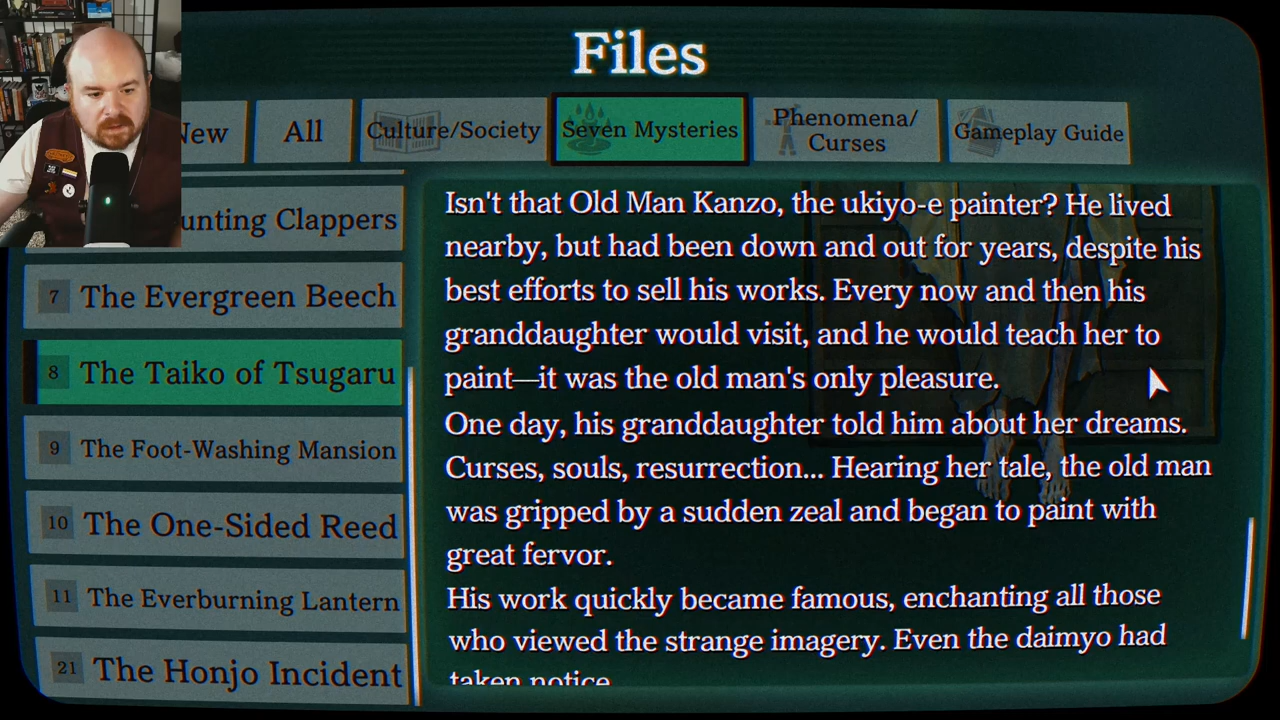 Files
New
All
Culture/Society
Seven Mysteries
Phenomena/
Curses
Gameplay Guide
unting Clappers
7 The Evergreen Beech
8 The Taiko of Tsugaru
9 The Foot-Washing Mansion
10 The One-Sided Reed
11 The Everburning Lantern
21 The Honjo Incident
Isn't that Old Man Kanzo, the ukiyo-e painter? He lived
nearby, but had been down and out for years, despite his
best efforts to sell his works. Every now and then his
granddaughter would visit, and he would teach her to
paint—it was the old man's only pleasure.
One day, his granddaughter told him about her dreams.
Curses, souls, resurrection... Hearing her tale, the old man
was gripped by a sudden zeal and began to paint with
great fervor.
His work quickly became famous, enchanting all those
who viewed the strange imagery. Even the daimyo had
taken notice